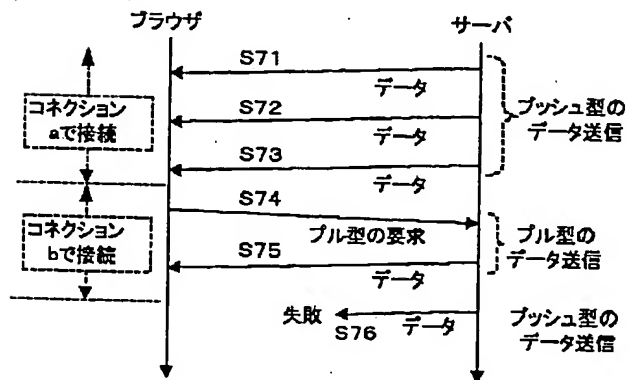 ブラウザ
サーバ
S71
データ
コネクション
aで接続
S72
データ
プッシュ型の
データ送信
S73
データ
S74
プル型の要求
コネクション
bで接続
S75
データ
プル型の
データ送信
失敗
S76
データ
プッシュ型の
データ送信